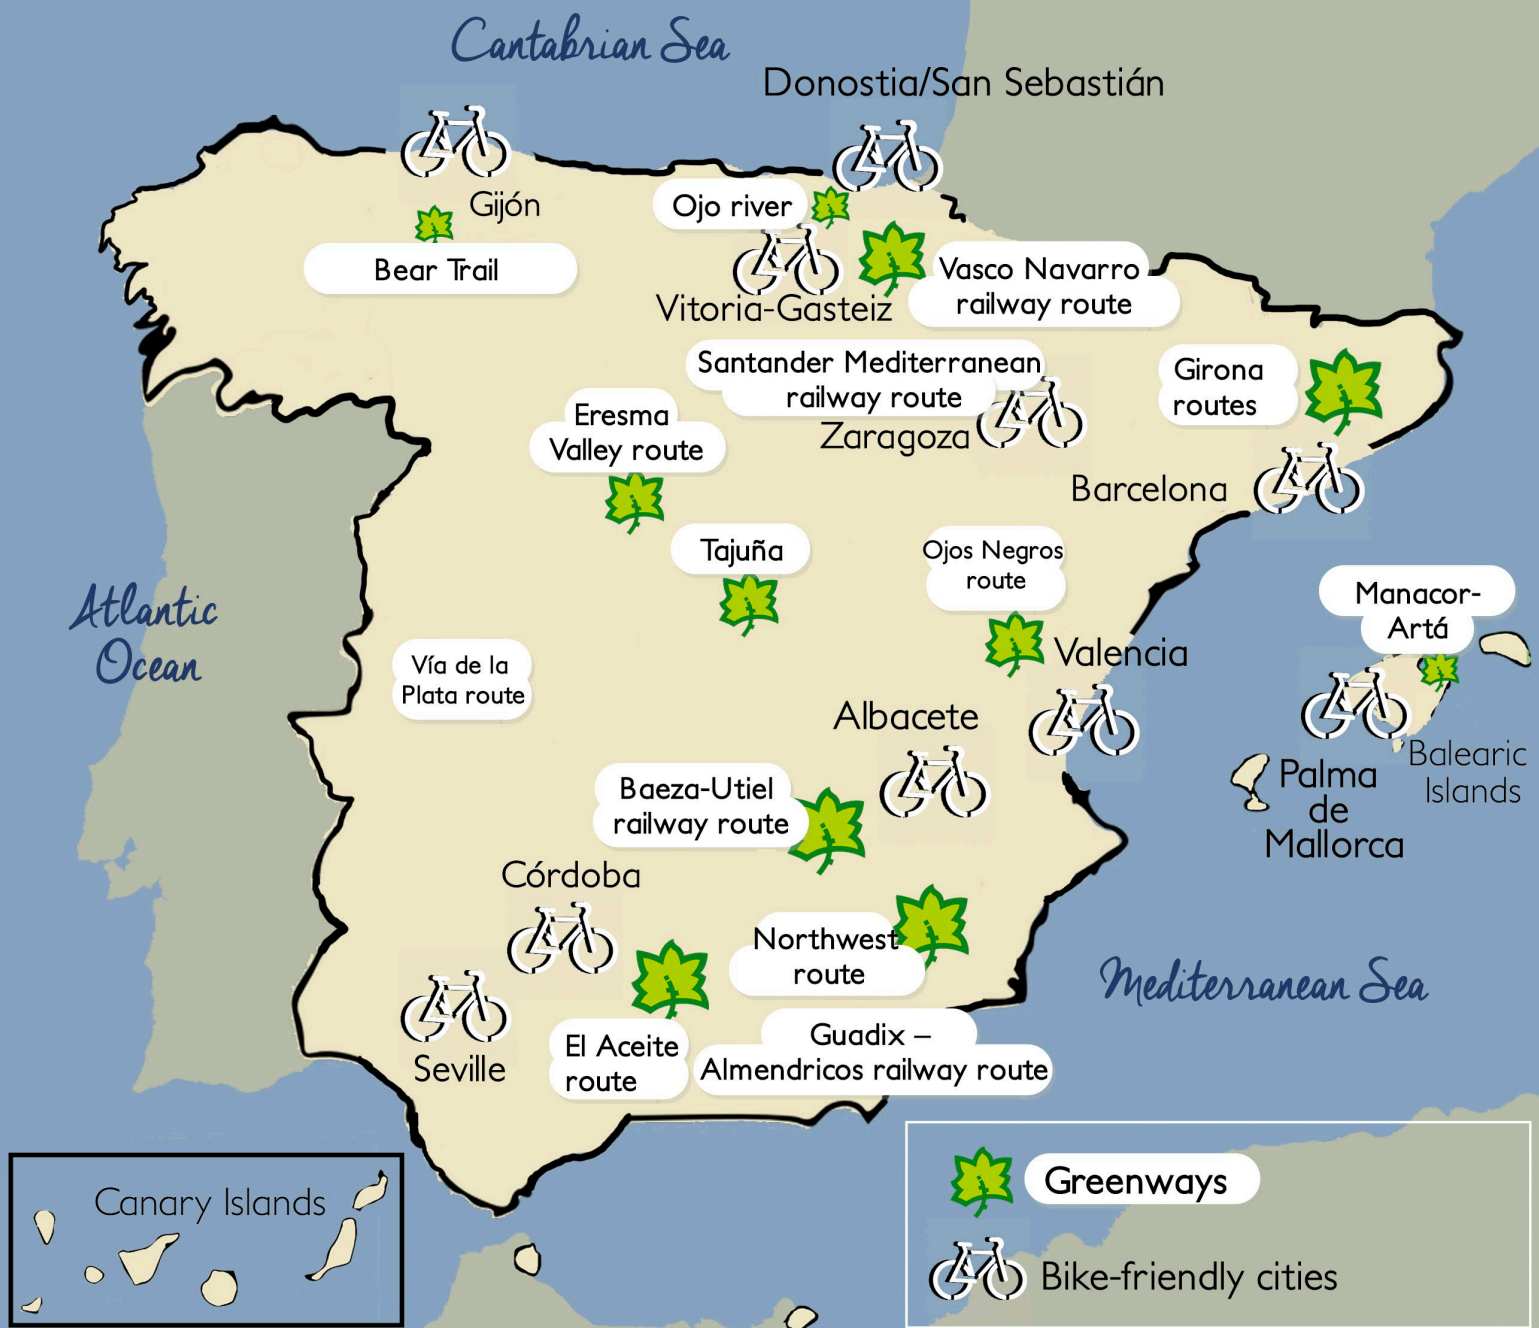 Cantabrian Sea
Donostia/San Sebastián
Gijón
Ojo river
Bear Trail
Vasco Navarro
railway route
Vitoria-Gasteiz
Santander Mediterranean
railway route
Girona
routes
Eresma
Valley route
Zaragoza
Barcelona
Tajuña
Ojos Negros
route
Atlantic
Ocean
Manacor-
Artá
Vía de la
Plata route
Valencia
Albacete
Balearic
Islands
Palma
de
Mallorca
Baeza-Utiel
railway route
Córdoba
Northwest
route
Mediterranean Sea
Seville
El Aceite
route
Guadix –
Almendricos railway route
Canary Islands
Greenways
Bike-friendly cities